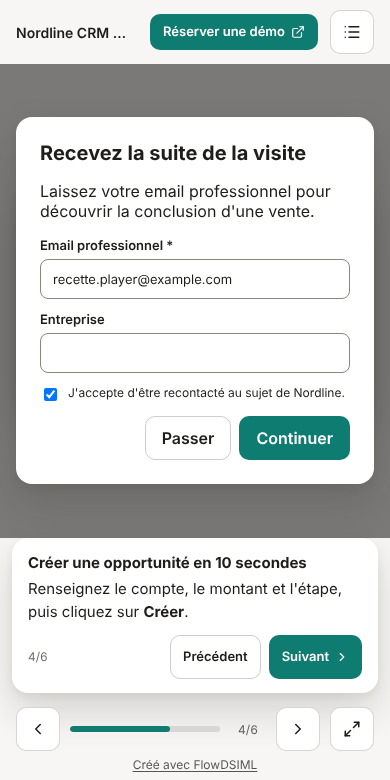 Nordline CRM ...
Réserver une démo
Recevez la suite de la visite
Laissez votre email professionnel pour
découvrir la conclusion d'une vente.
Email professionnel *
recette.player@example.com
Entreprise
J'accepte d'être recontacté au sujet de Nordline.
Passer
Continuer
Créer une opportunité en 10 secondes
Renseignez le compte, le montant et l'étape,
puis cliquez sur Créer.
4/6
Précédent
Suivant
4/6
Créé avec FlowDSIML